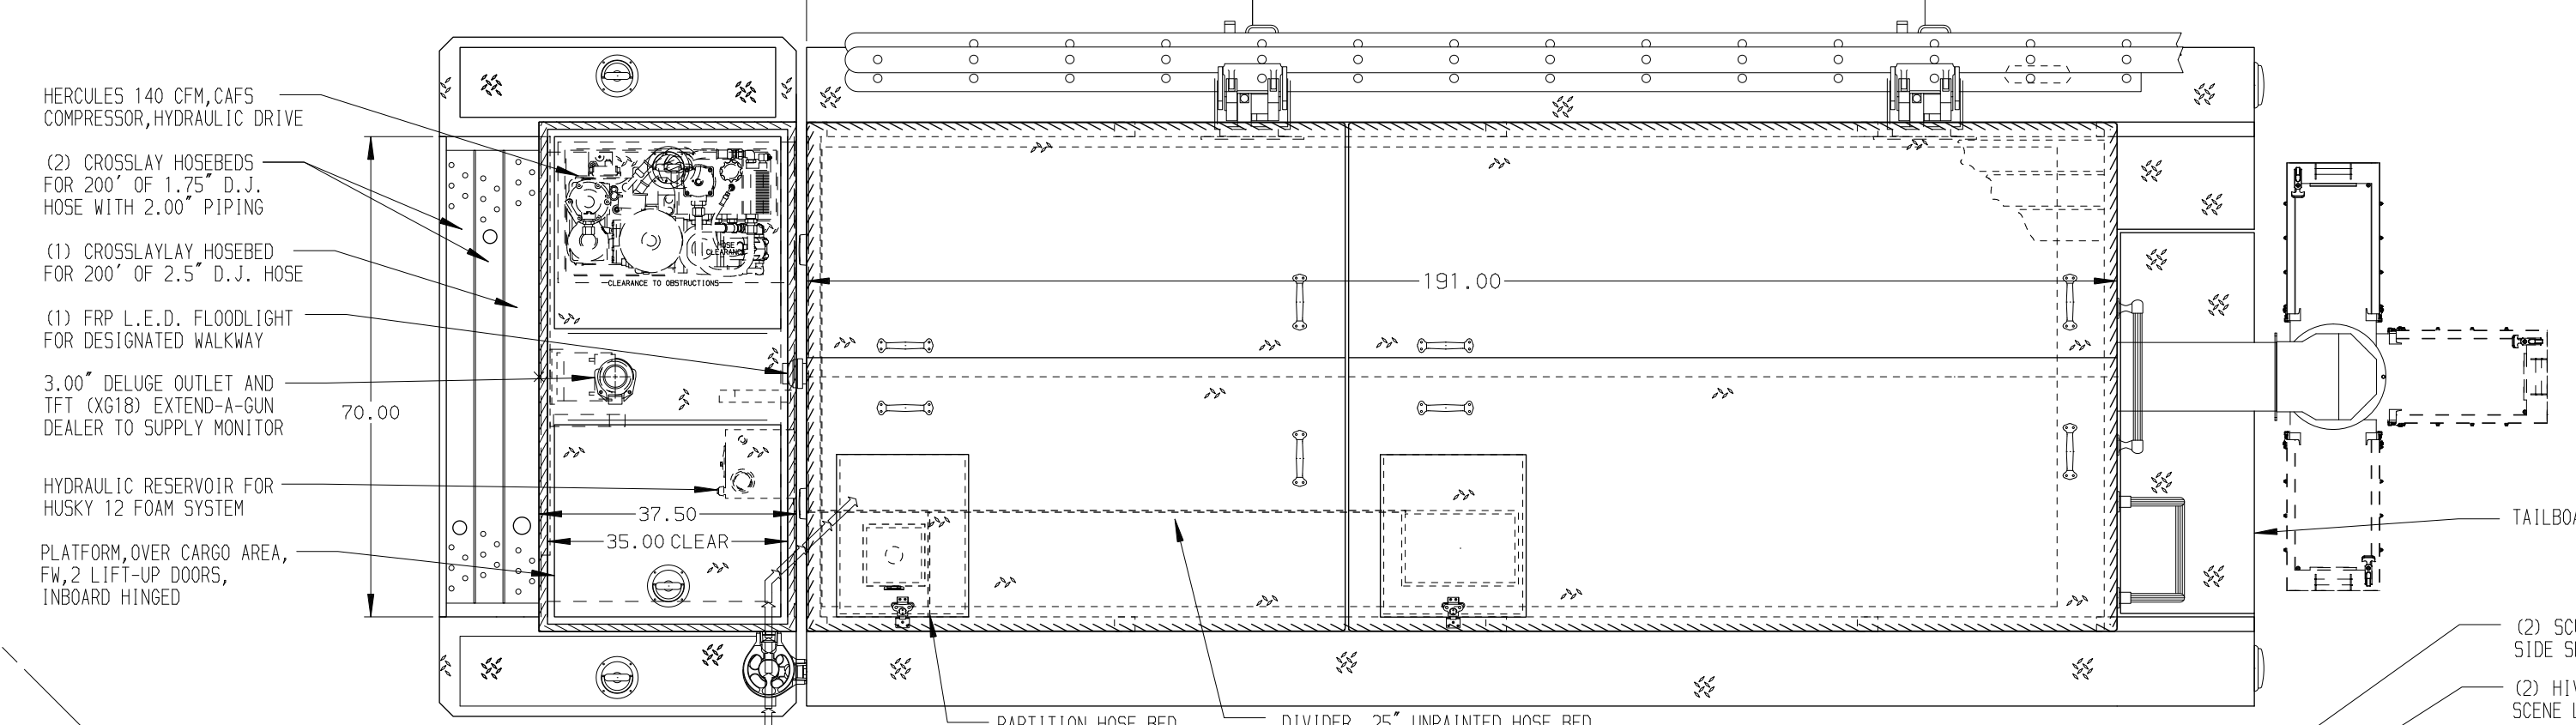 HERCULES 140 CFM,CAFS
COMPRESSOR,HYDRAULIC DRIVE
(2) CROSSLAY HOSEBEDS
FOR 200' OF 1.75" D.J.
HOSE WITH 2.00" PIPING
(1) CROSSLAYLAY HOSEBED
FOR 200' OF 2.5" D.J. HOSE
(1) FRP L.E.D. FLOODLIGHT
FOR DESIGNATED WALKWAY
3.00" DELUGE OUTLET AND
TFT (XG18) EXTEND-A-GUN
DEALER TO SUPPLY MONITOR
HYDRAULIC RESERVOIR FOR
HUSKY 12 FOAM SYSTEM
PLATFORM,OVER CARGO AREA,
FW,2 LIFT-UP DOORS,
INBOARD HINGED
70.00
HOSE
CLEARANCE
CLEARANCE TO OBSTRUCTIONS
37.50
35.00 CLEAR
191.00
PARTITION HOSE BED
DIVIDER .25" UNPAINTED HOSE BED
TAILBOA
(2) SC
SIDE S
(2) HIV
SCENE L